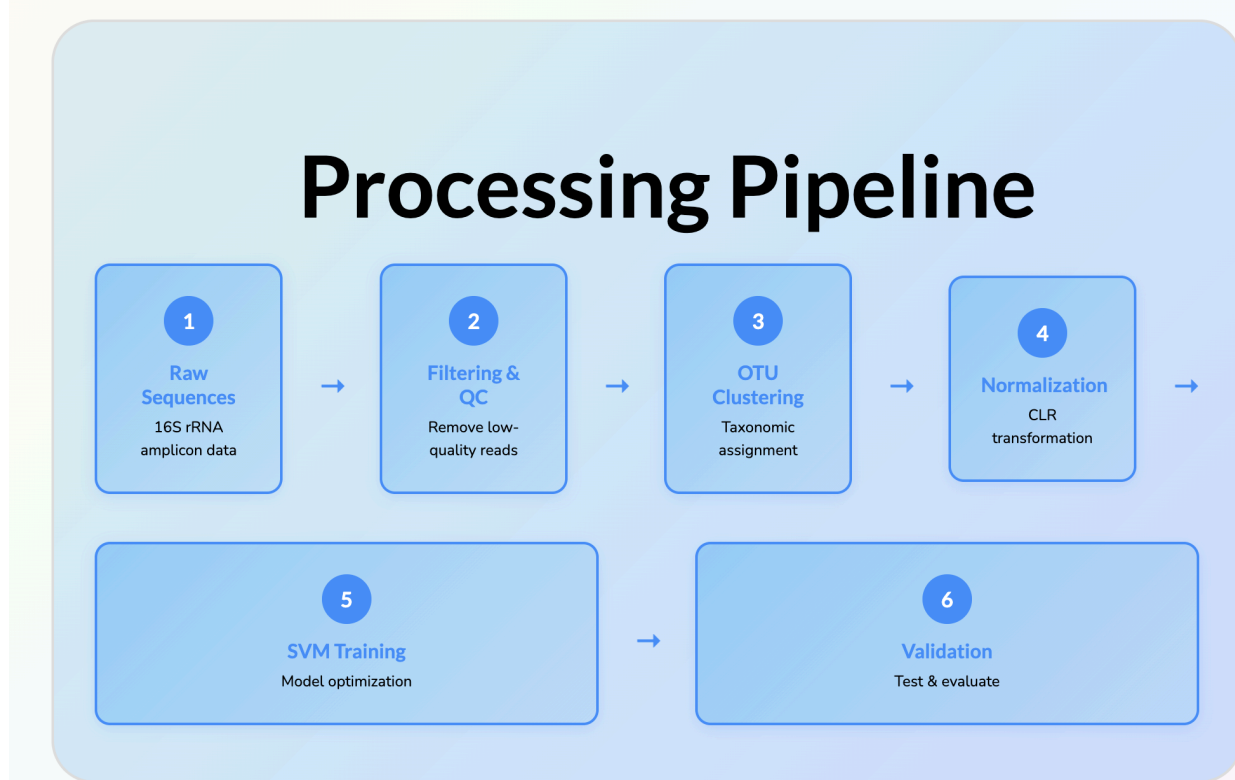 Processing Pipeline
1
Raw
Sequences
16S rRNA
amplicon data
→
2
Filtering &
QC
Remove low-
quality reads
→
3
OTU
Clustering
Taxonomic
assignment
→
4
Normalization
CLR
transformation
→
5
SVM Training
Model optimization
→
6
Validation
Test & evaluate